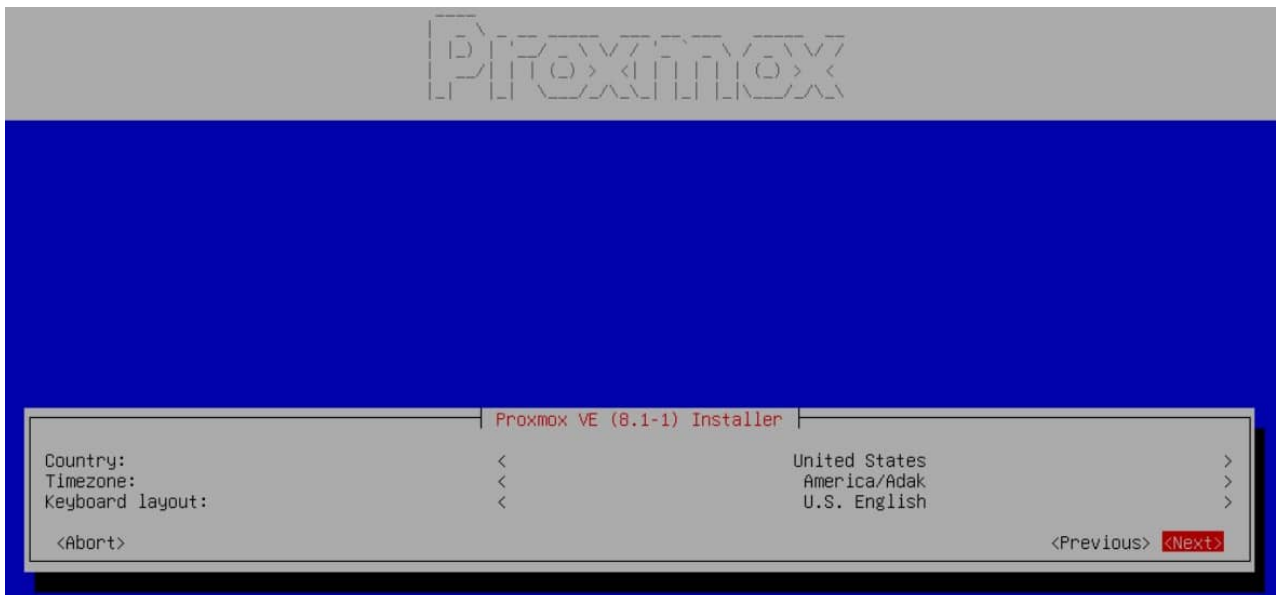 Proxmox
Proxmox VE (8.1-1) Installer
Country: < United States >
Timezone: < America/Adak >
Keyboard layout: < U.S. English >
<Abort> <Previous> <Next>